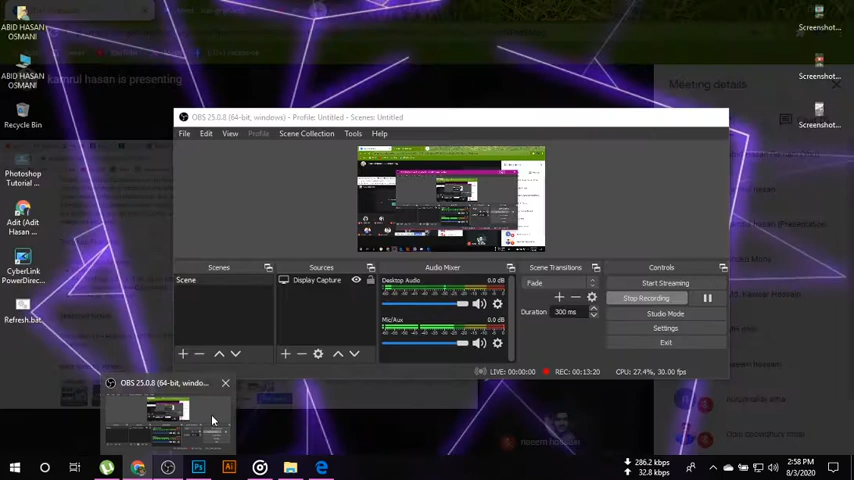 ABID HASAN
OSMANI
ABID HASAN
OSMANI
Recycle Bin
Photoshop
Tutorial ...
Adit (Adit
Hasan ...
CyberLink
PowerDirec...
Refresh.bat
kamrul hasan is presenting
Meeting details
Screenshot...
Screenshot...
Screenshot...
OBS 25.0.8 (64-bit, windows) - Profile: Untitled - Scenes: Untitled
File Edit View Profile Scene Collection Tools Help
Scenes Sources Audio Mixer Scene Transitions Controls
Scene
Display Capture
Desktop Audio 0.0 dB
Mic/Aux 0.0 dB
Fade
Duration 300 ms
Start Streaming
Stop Recording
Studio Mode
Settings
Exit
LIVE: 00:00:00 REC: 00:13:20 CPU: 27.4%, 30.00 fps
OBS 25.0.8 (64-bit, windo...
naeem hossain
286.2 kbps
32.8 kbps
2:58 PM
8/3/2020